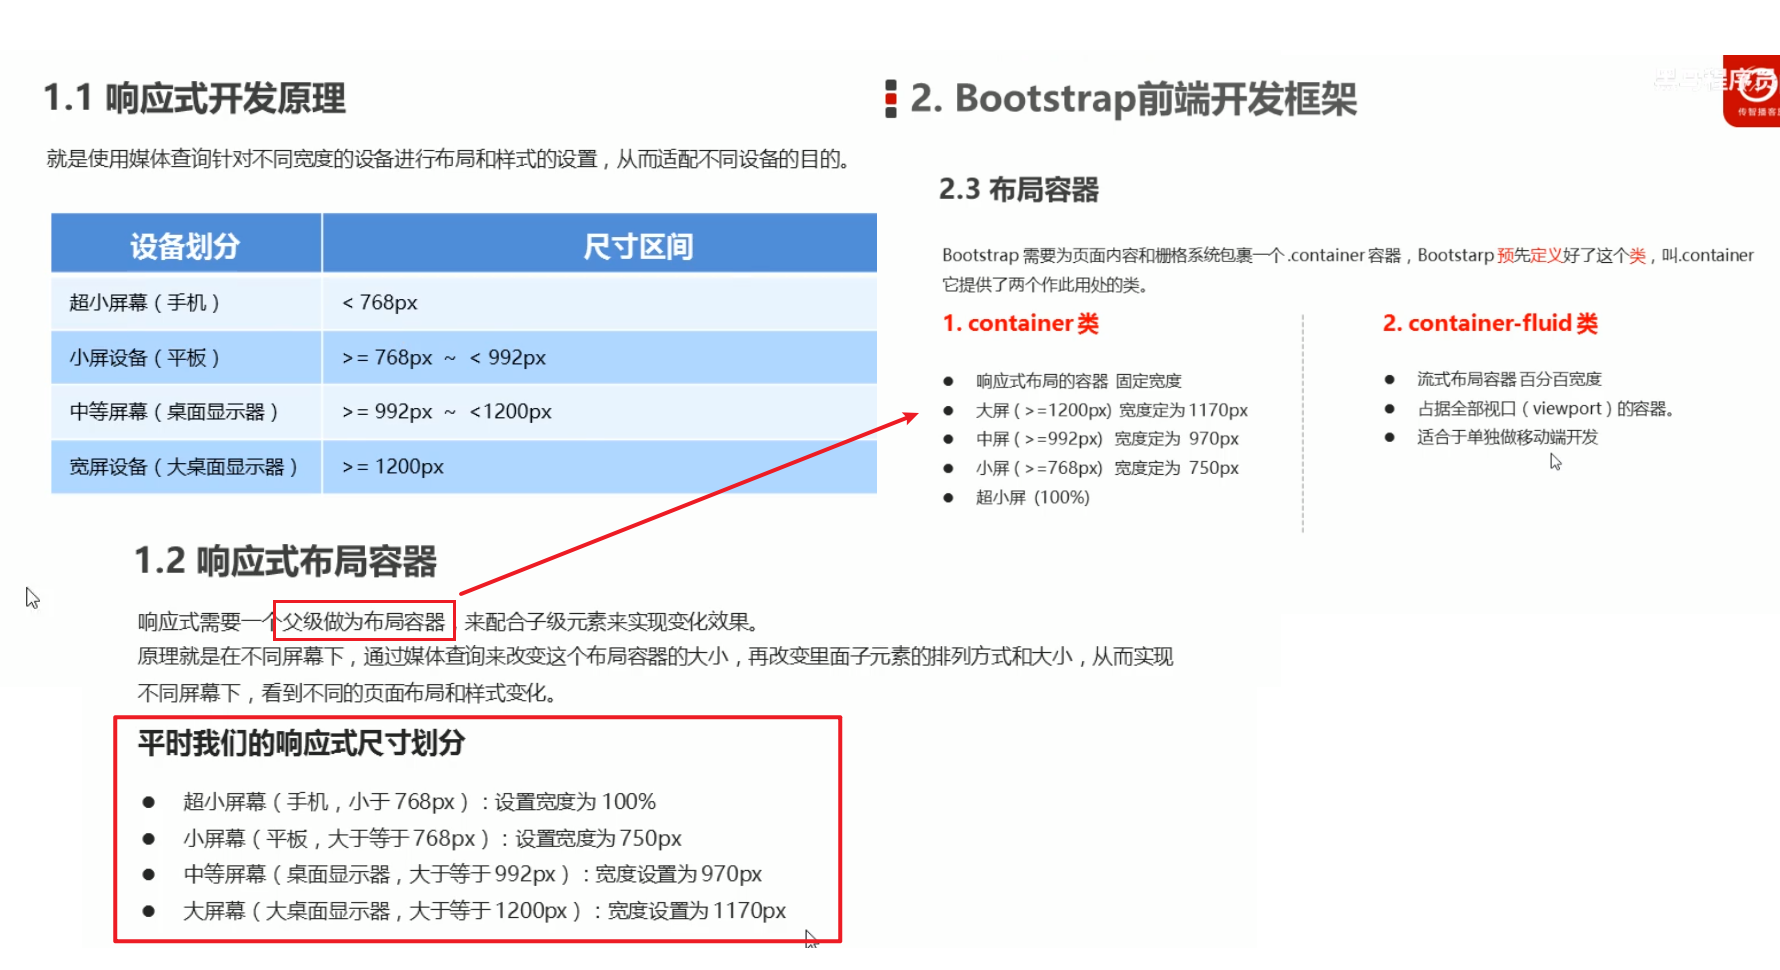 1.1 响应式开发原理
就是使用媒体查询针对不同宽度的设备进行布局和样式的设置，从而适配不同设备的目的。
设备划分 尺寸区间
超小屏幕（手机） < 768px
小屏设备（平板） >= 768px ~ < 992px
中等屏幕（桌面显示器） >= 992px ~ <1200px
宽屏设备（大桌面显示器） >= 1200px
1.2 响应式布局容器
响应式需要一个父级做为布局容器，来配合子级元素来实现变化效果。
原理就是在不同屏幕下，通过媒体查询来改变这个布局容器的大小，再改变里面子元素的排列方式和大小，从而实现
不同屏幕下，看到不同的页面布局和样式变化。
平时我们的响应式尺寸划分
● 超小屏幕（手机，小于 768px）：设置宽度为 100%
● 小屏幕（平板，大于等于 768px）：设置宽度为 750px
● 中等屏幕（桌面显示器，大于等于 992px）：宽度设置为 970px
● 大屏幕（大桌面显示器，大于等于 1200px）：宽度设置为 1170px
2. Bootstrap前端开发框架
程序员
传智播客
2.3 布局容器
Bootstrap 需要为页面内容和栅格系统包裹一个 .container 容器，Bootstarp 预先定义好了这个类，叫.container
它提供了两个作此用处的类。
1. container 类
● 响应式布局的容器 固定宽度
● 大屏 ( >=1200px) 宽度定为 1170px
● 中屏 ( >=992px) 宽度定为 970px
● 小屏 ( >=768px) 宽度定为 750px
● 超小屏 (100%)
2. container-fluid 类
● 流式布局容器 百分百宽度
● 占据全部视口（viewport）的容器。
● 适合于单独做移动端开发